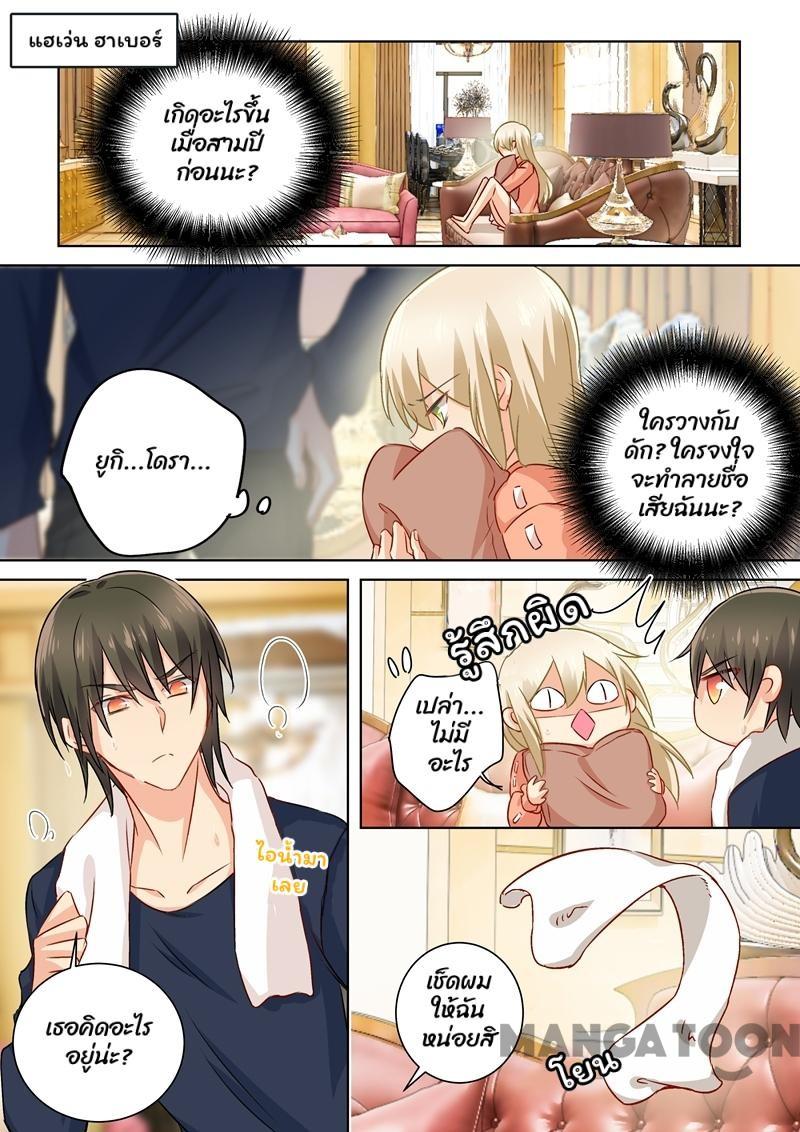 แฮเว่น ฮาเบอร์
เกิดอะไรขึ้น
เมื่อสามปี
ก่อนนะ?
ยูกิ...โดรา...
ใครวางกับ
ดัก? ใครจงใจ
จะทำลายชื่อ
เสียฉันนะ?
รู้สึกผิด
เปล่า...
ไม่มี
อะไร
ไอน้ำมา
เลย
เธอคิดอะไร
อยู่น่ะ?
เช็ดผม
ให้ฉัน
หน่อยสิ
โยน
MANGATOON